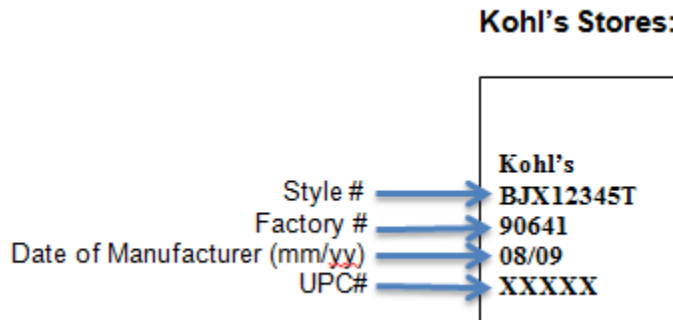 Kohl's Stores:
Kohl's
Style # BJX12345T
Factory # 90641
Date of Manufacturer (mm/yy) 08/09
UPC# XXXXX